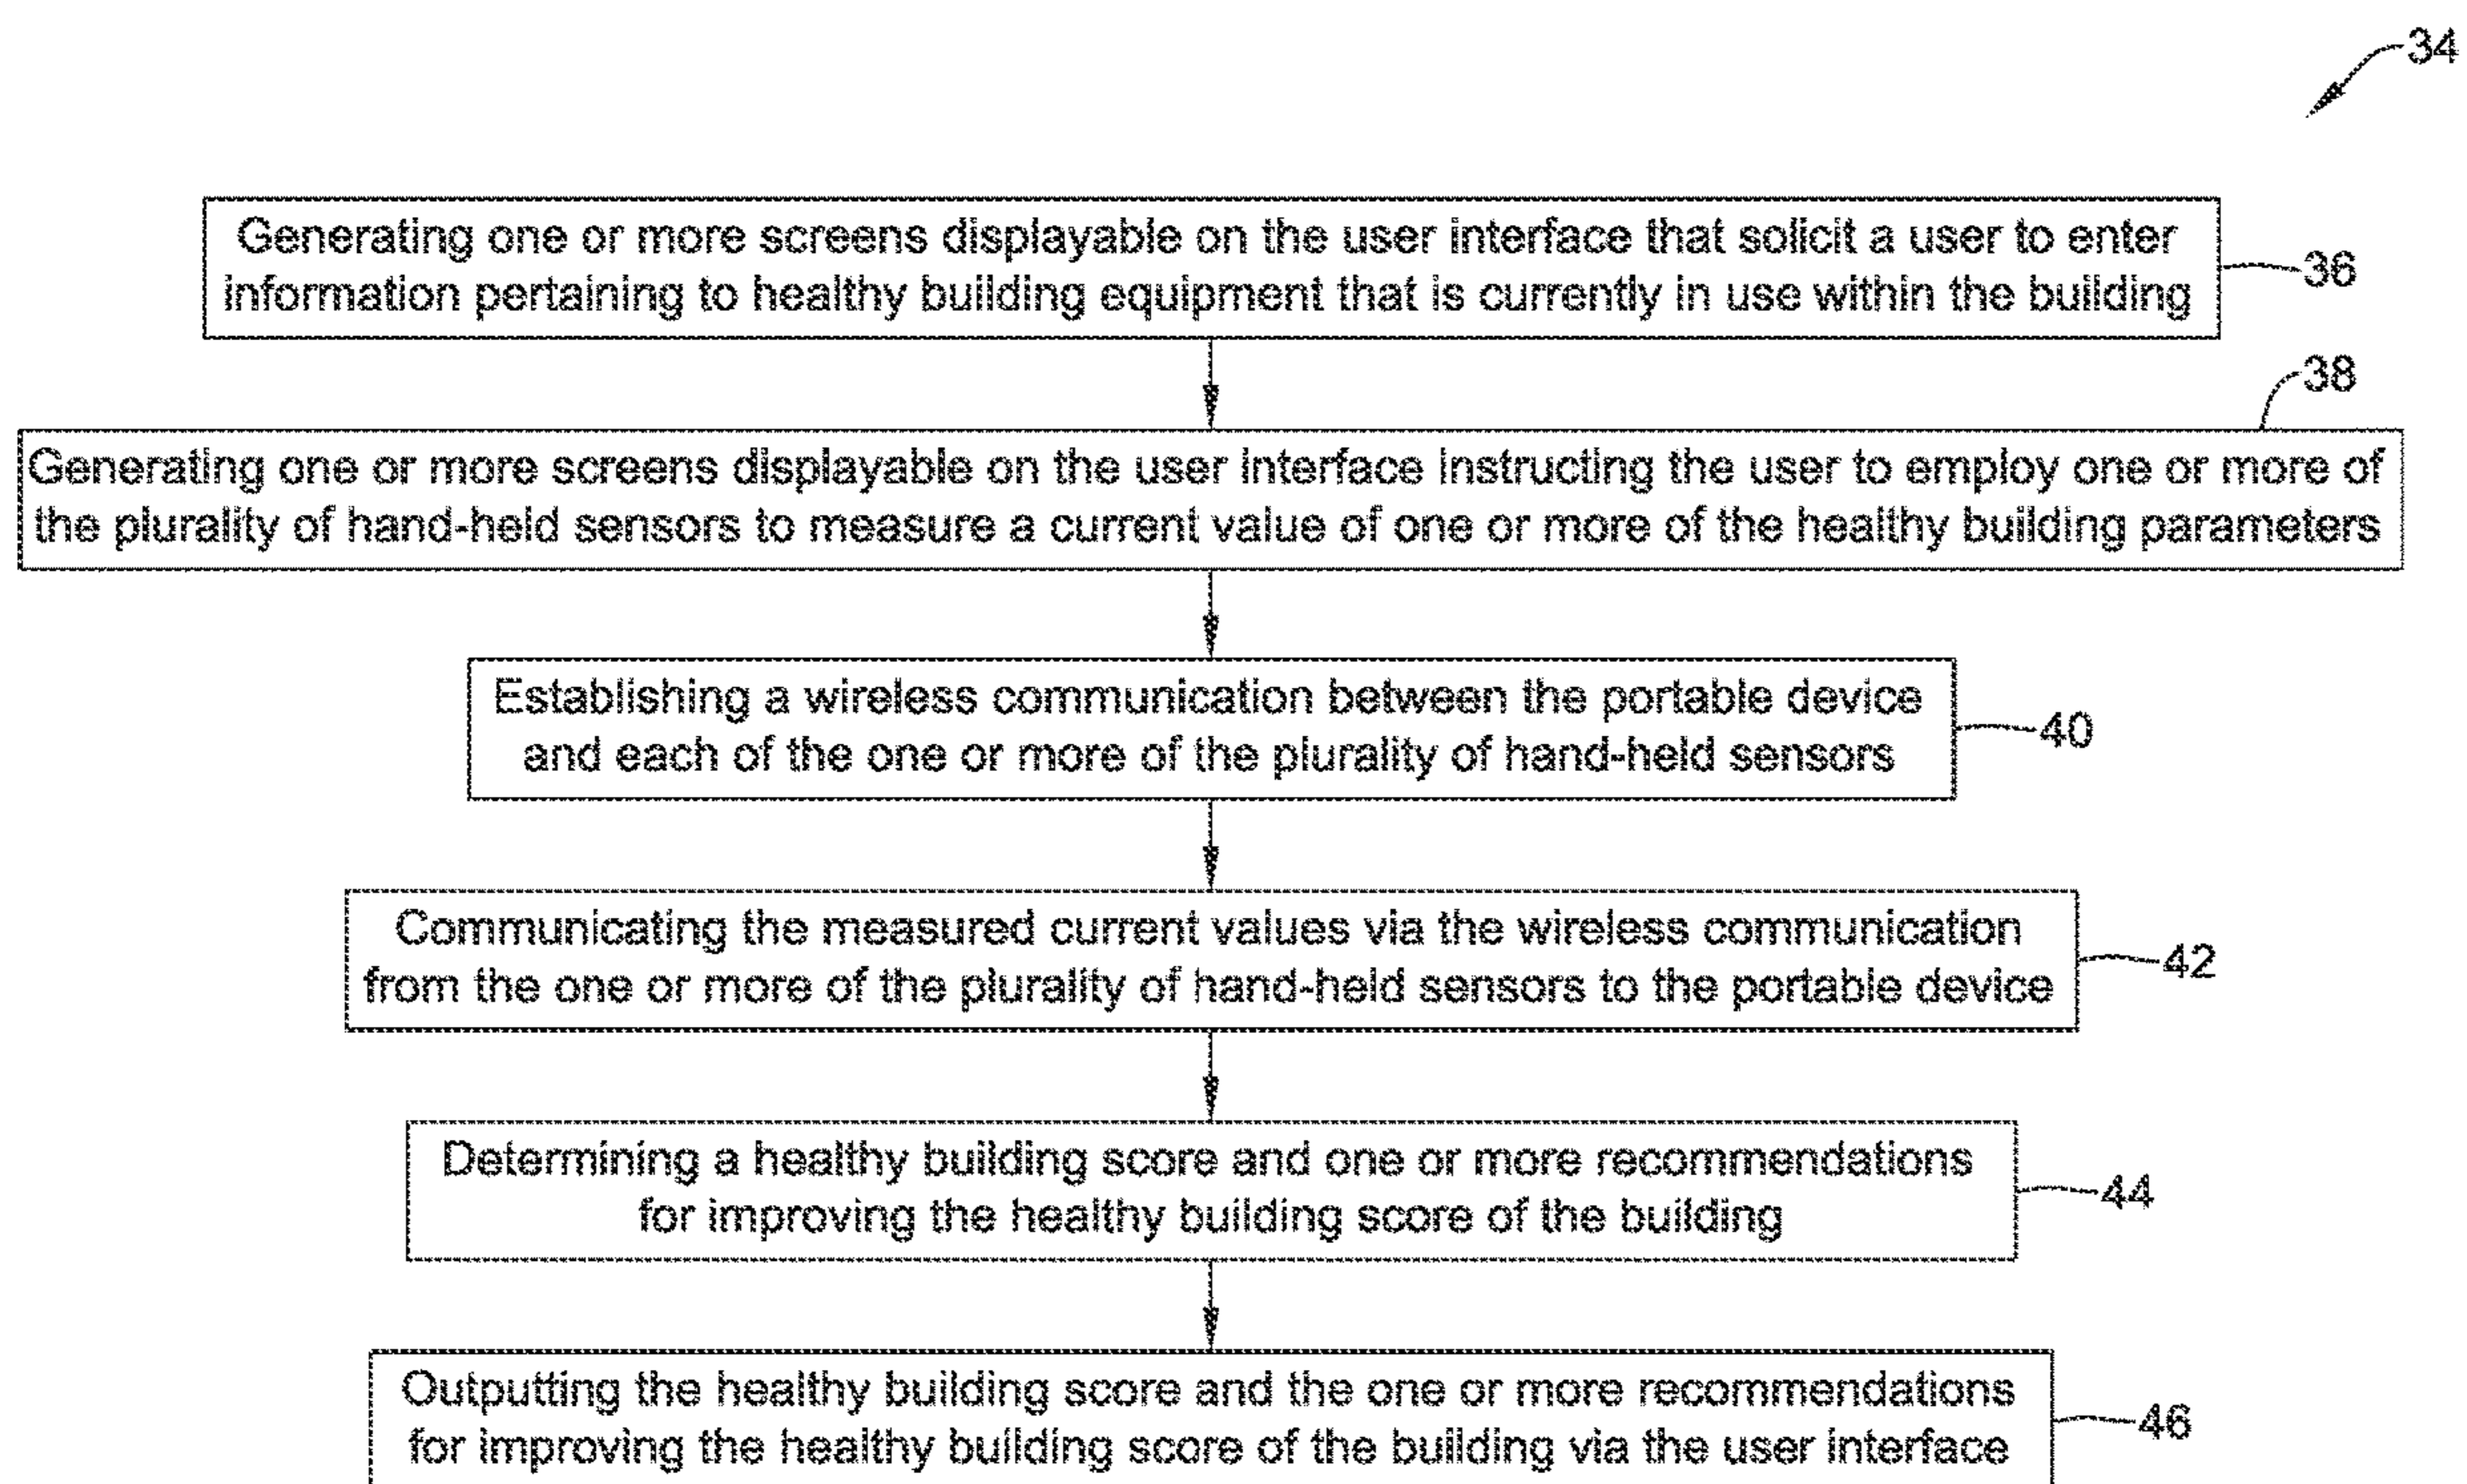 34
Generating one or more screens displayable on the user interface that solicit a user to enter
information pertaining to healthy building equipment that is currently in use within the building
36
38
Generating one or more screens displayable on the user interface instructing the user to employ one or more of
the plurality of hand-held sensors to measure a current value of one or more of the healthy building parameters
Establishing a wireless communication between the portable device
and each of the one or more of the plurality of hand-held sensors
40
Communicating the measured current values via the wireless communication
from the one or more of the plurality of hand-held sensors to the portable device
42
Determining a healthy building score and one or more recommendations
for improving the healthy building score of the building
44
Outputting the healthy building score and the one or more recommendations
for improving the healthy building score of the building via the user interface
46